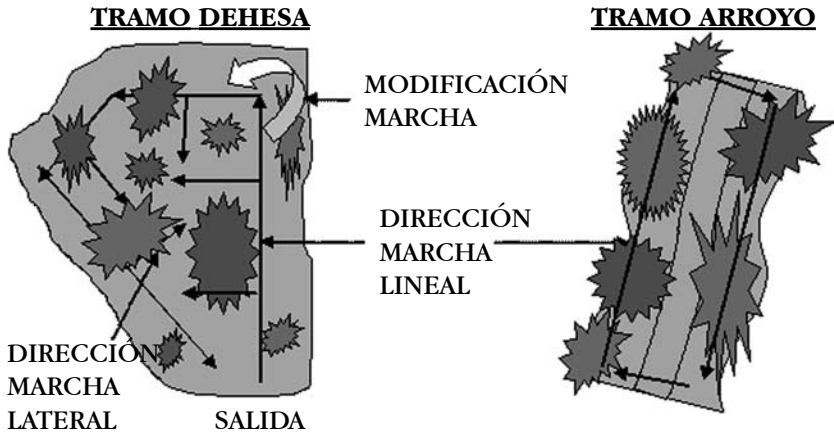 TRAMO DEHESA
TRAMO ARROYO
MODIFICACIÓN
MARCHA
DIRECCIÓN
MARCHA
LINEAL
DIRECCIÓN
MARCHA
LATERAL
SALIDA